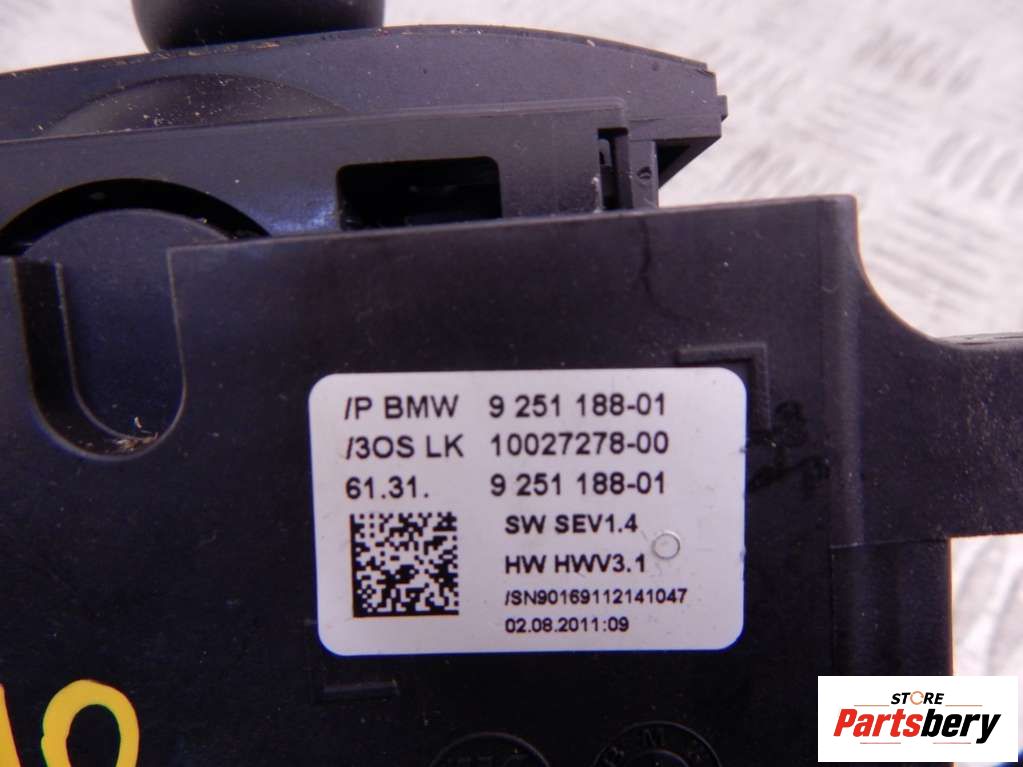 /P BMW 9 251 188-01
/3OS LK 10027278-00
61.31. 9 251 188-01
SW SEV1.4
HW HWV3.1
/SN90169112141047
02.08.2011:09
STORE
Partsbery